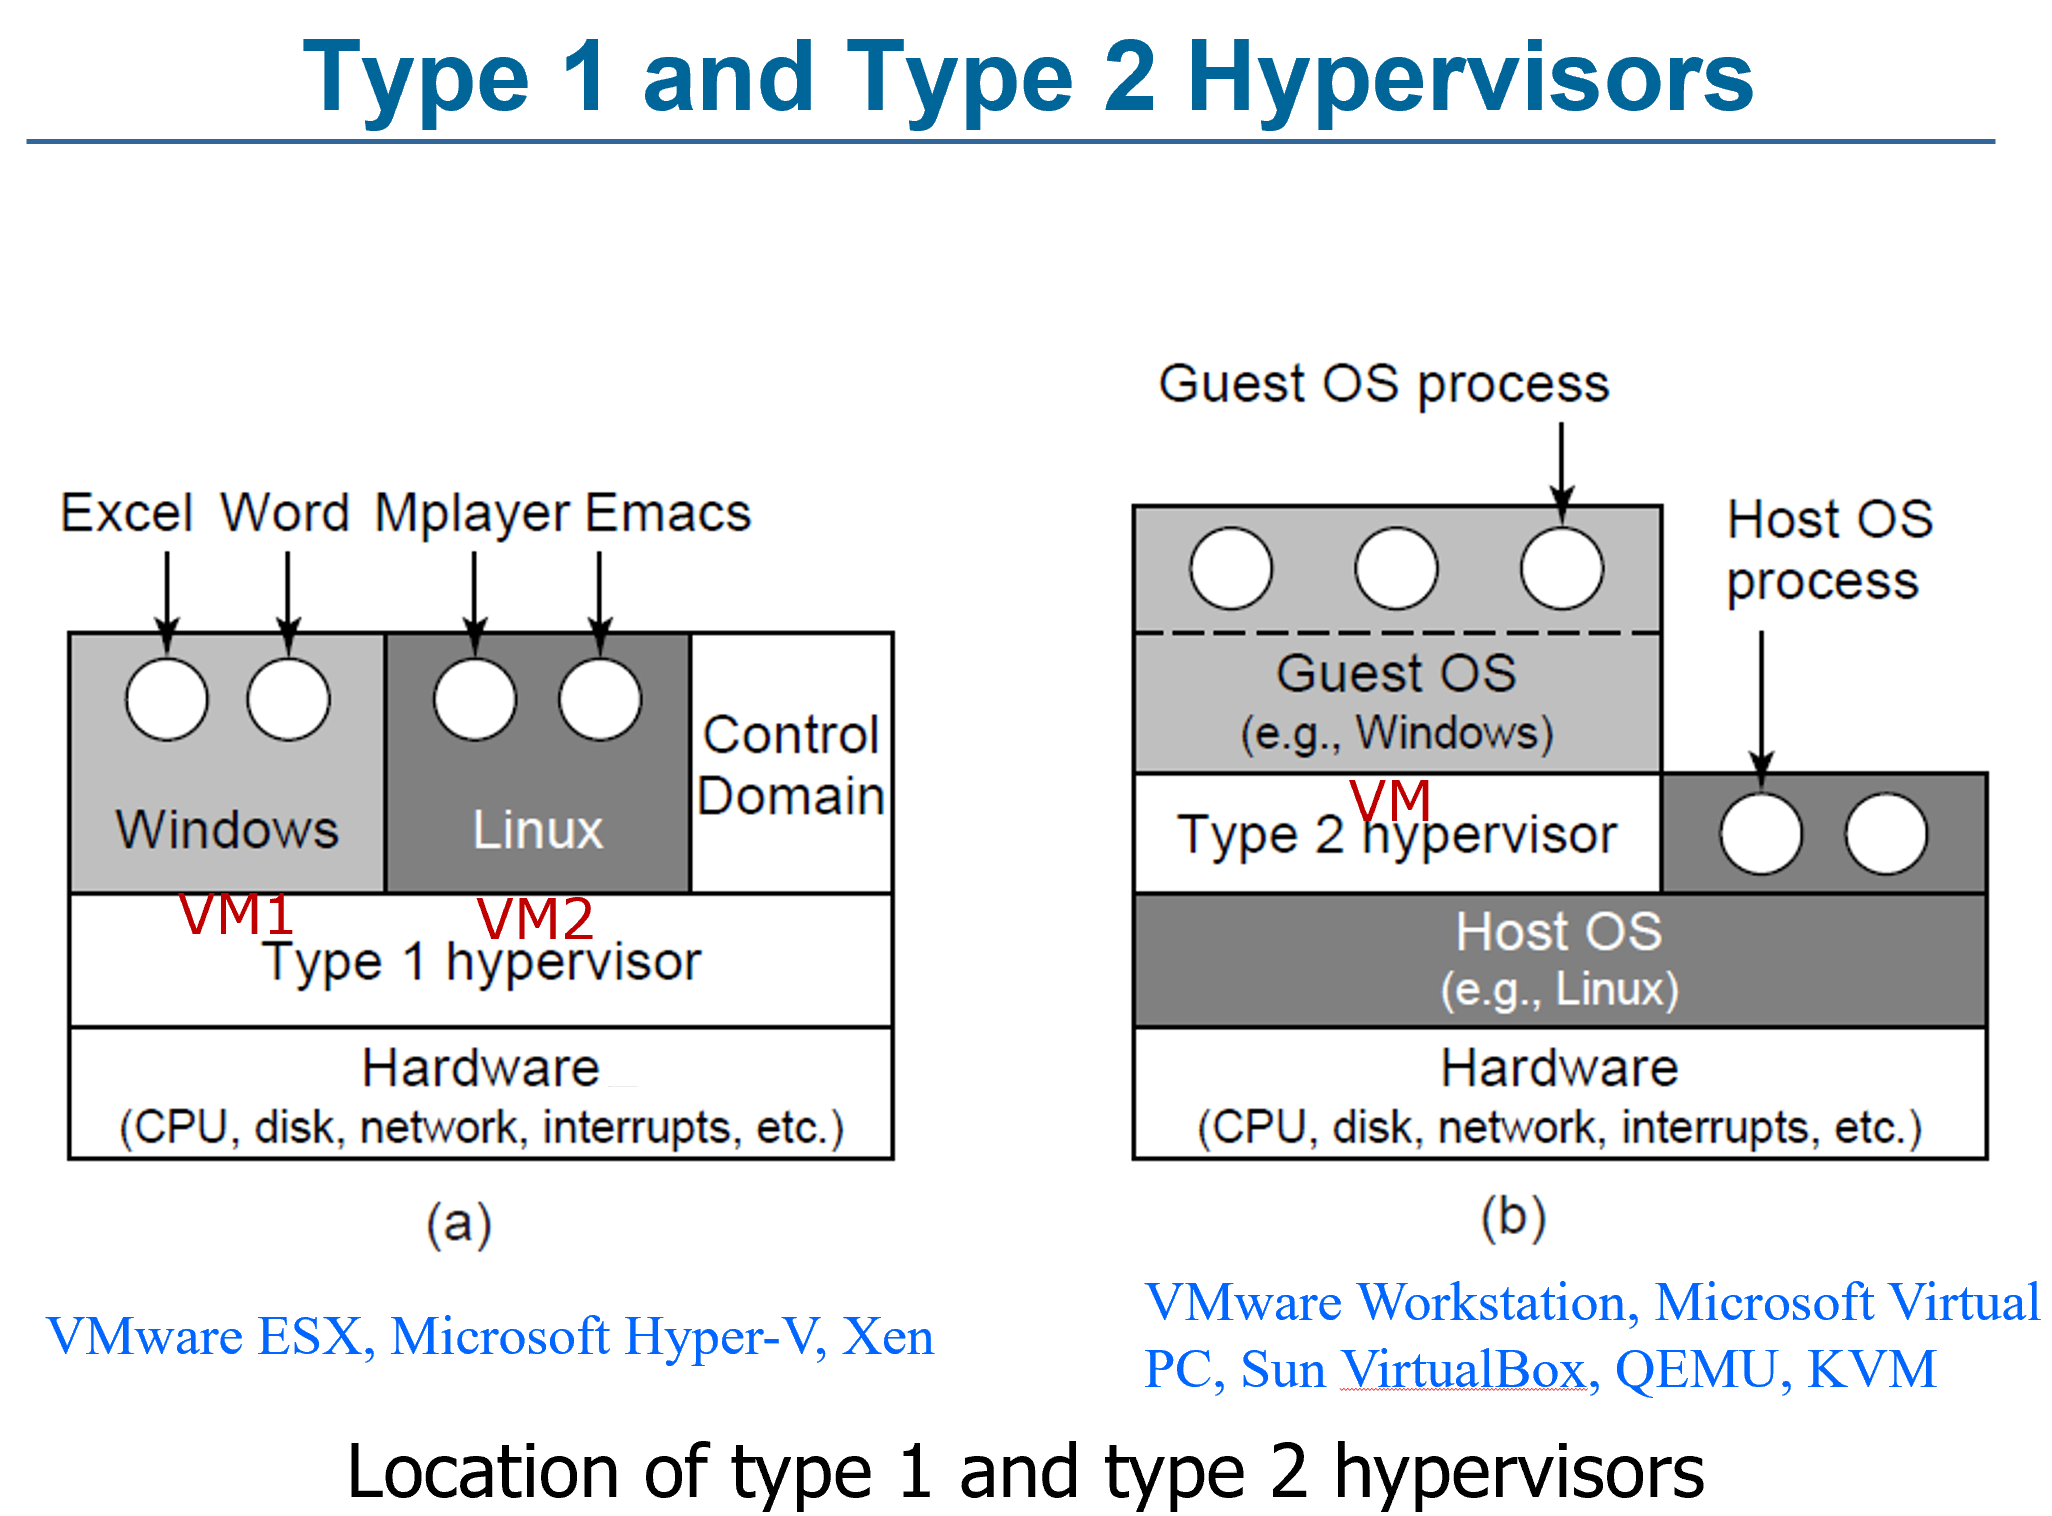 Type 1 and Type 2 Hypervisors
Excel Word Mplayer Emacs
Windows
Linux
Control
Domain
VM1
VM2
Type 1 hypervisor
Hardware
(CPU, disk, network, interrupts, etc.)
(a)
VMware ESX, Microsoft Hyper-V, Xen
Guest OS process
Host OS
process
Guest OS
(e.g., Windows)
VM
Type 2 hypervisor
Host OS
(e.g., Linux)
Hardware
(CPU, disk, network, interrupts, etc.)
(b)
VMware Workstation, Microsoft Virtual
PC, Sun VirtualBox, QEMU, KVM
Location of type 1 and type 2 hypervisors